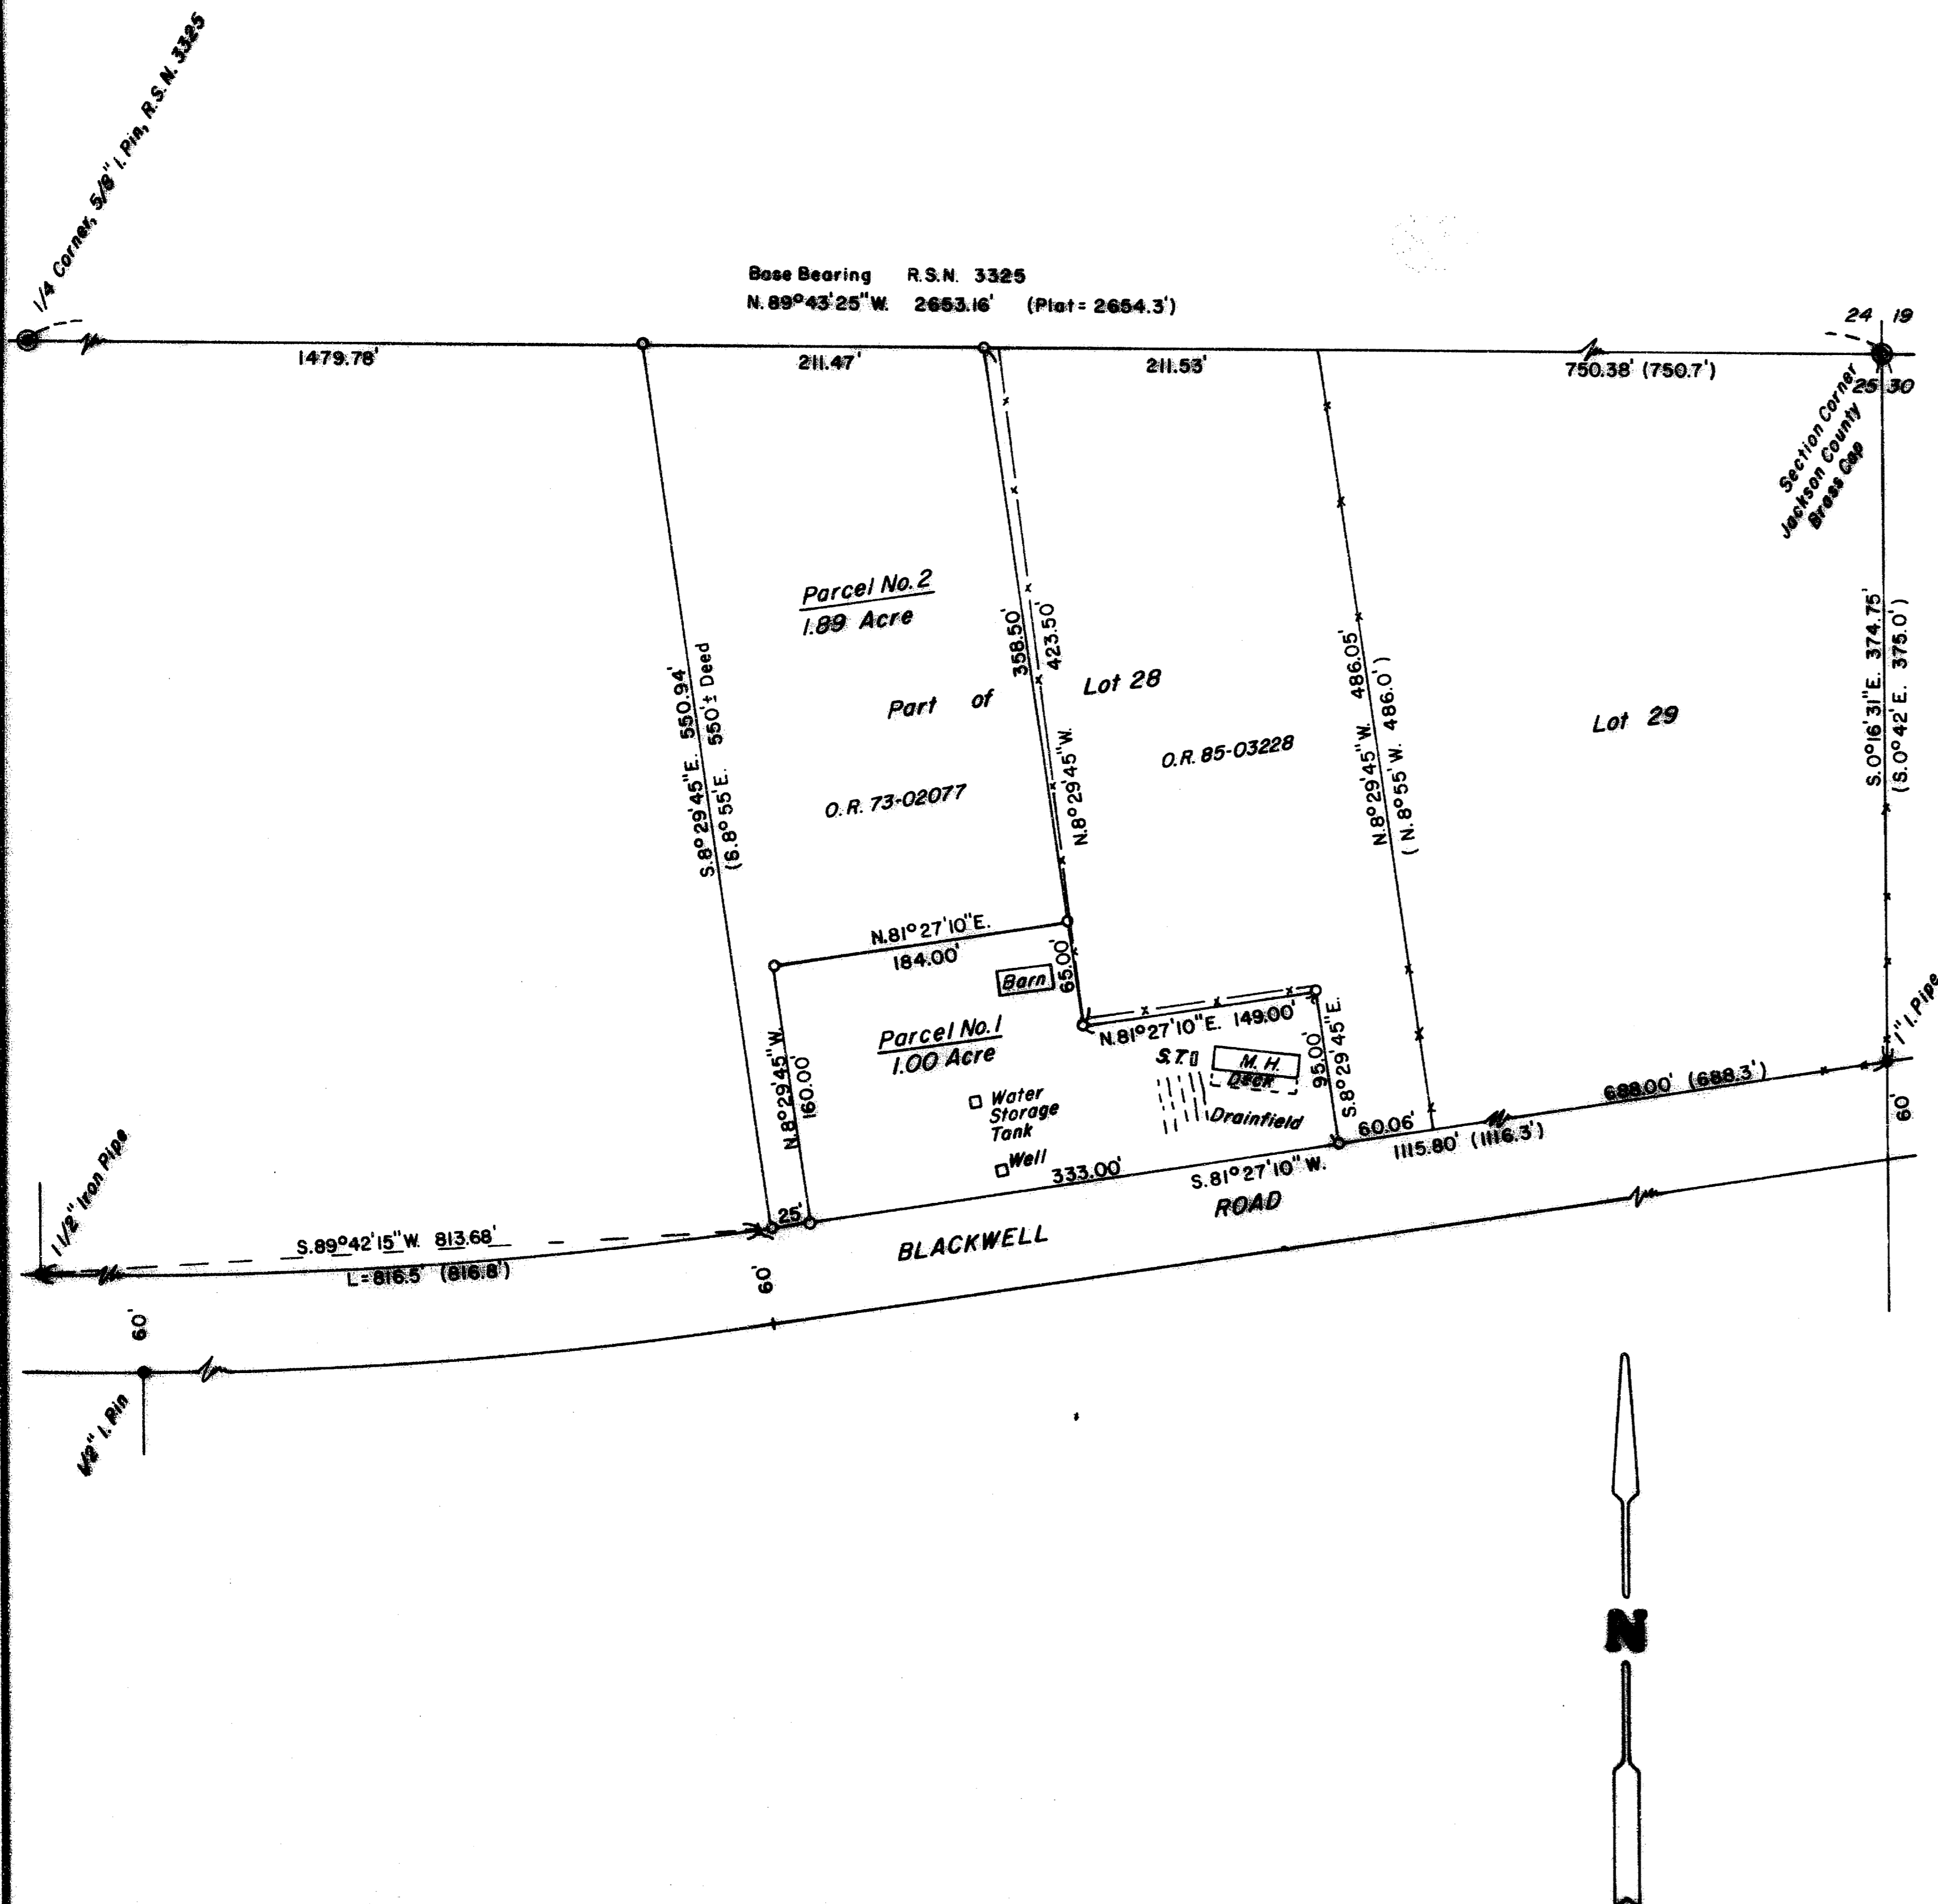 1/4 Corner, 5/8" I. Pin, R.S.N. 3325
Base Bearing R.S.N. 3325
N. 89°43'25"W. 2653.16' (Plat = 2654.3')
24 19
25 30
1479.78'
211.47'
211.53'
750.38' (750.7')
Section Corner
Jackson County
Brass Cap
Parcel No. 2
1.89 Acre
358.50'
423.50'
N.8°29'45"W.
S.8°29'45"E. 550.94'
(S.8°55'E. 550'± Deed
Part of Lot 28
O.R. 73-02077
O.R. 85-03228
N.8°29'45"W. 486.05'
(N.8°55'W. 486.0')
Lot 29
S.0°16'31"E. 374.75'
(S.0°42'E. 375.0')
N.81°27'10"E.
184.00'
Barn
65.00'
1" I. Pipe
Parcel No. 1
1.00 Acre
N.81°27'10"E. 149.00'
S.T.
M. H.
Deck
95.00'
S.8°29'45"E.
N.8°29'45"W.
160.00'
Water
Storage
Tank
Drainfield
Well
333.00'
S.81°27'10"W.
60.06'
1115.80' (1116.3')
688.00' (688.3')
60'
25'
BLACKWELL ROAD
1 1/2" Iron Pipe
S.89°42'15"W. 813.68'
L=816.5' (816.8')
60'
60'
1/2" I. Pin
N